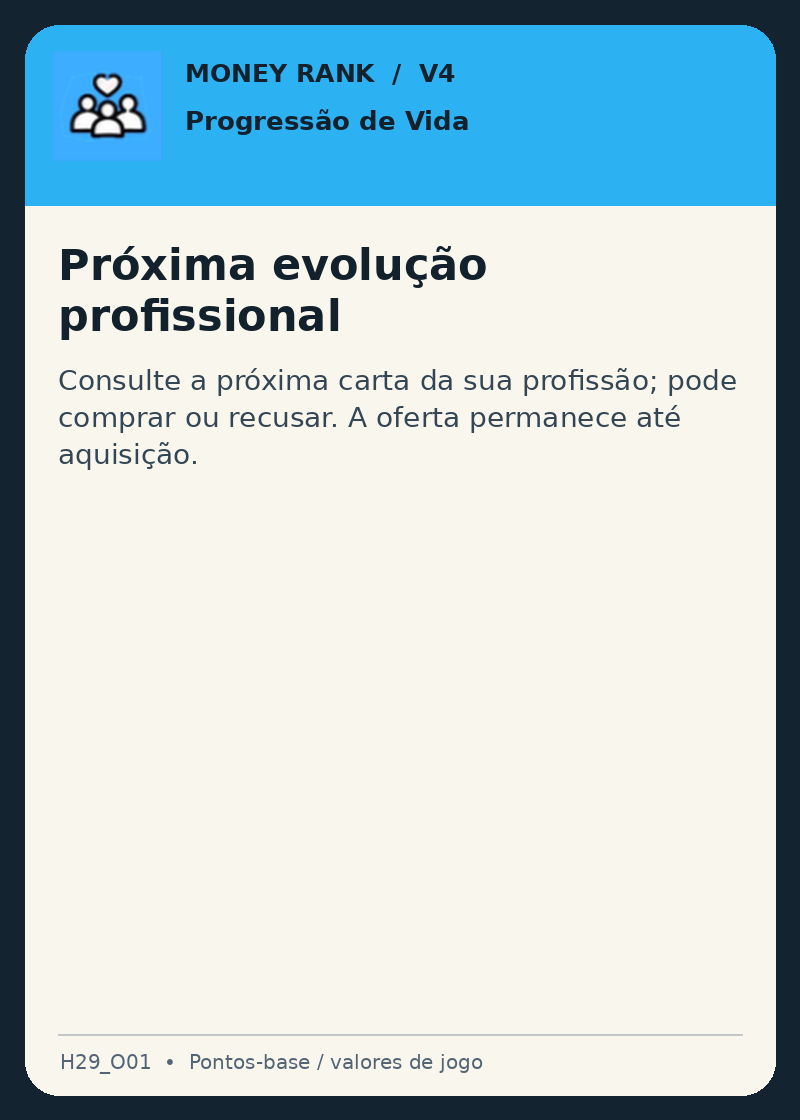 MONEY RANK / V4
Progressão de Vida
Próxima evolução
profissional
Consulte a próxima carta da sua profissão; pode
comprar ou recusar. A oferta permanece até
aquisição.
H29_O01 • Pontos-base / valores de jogo